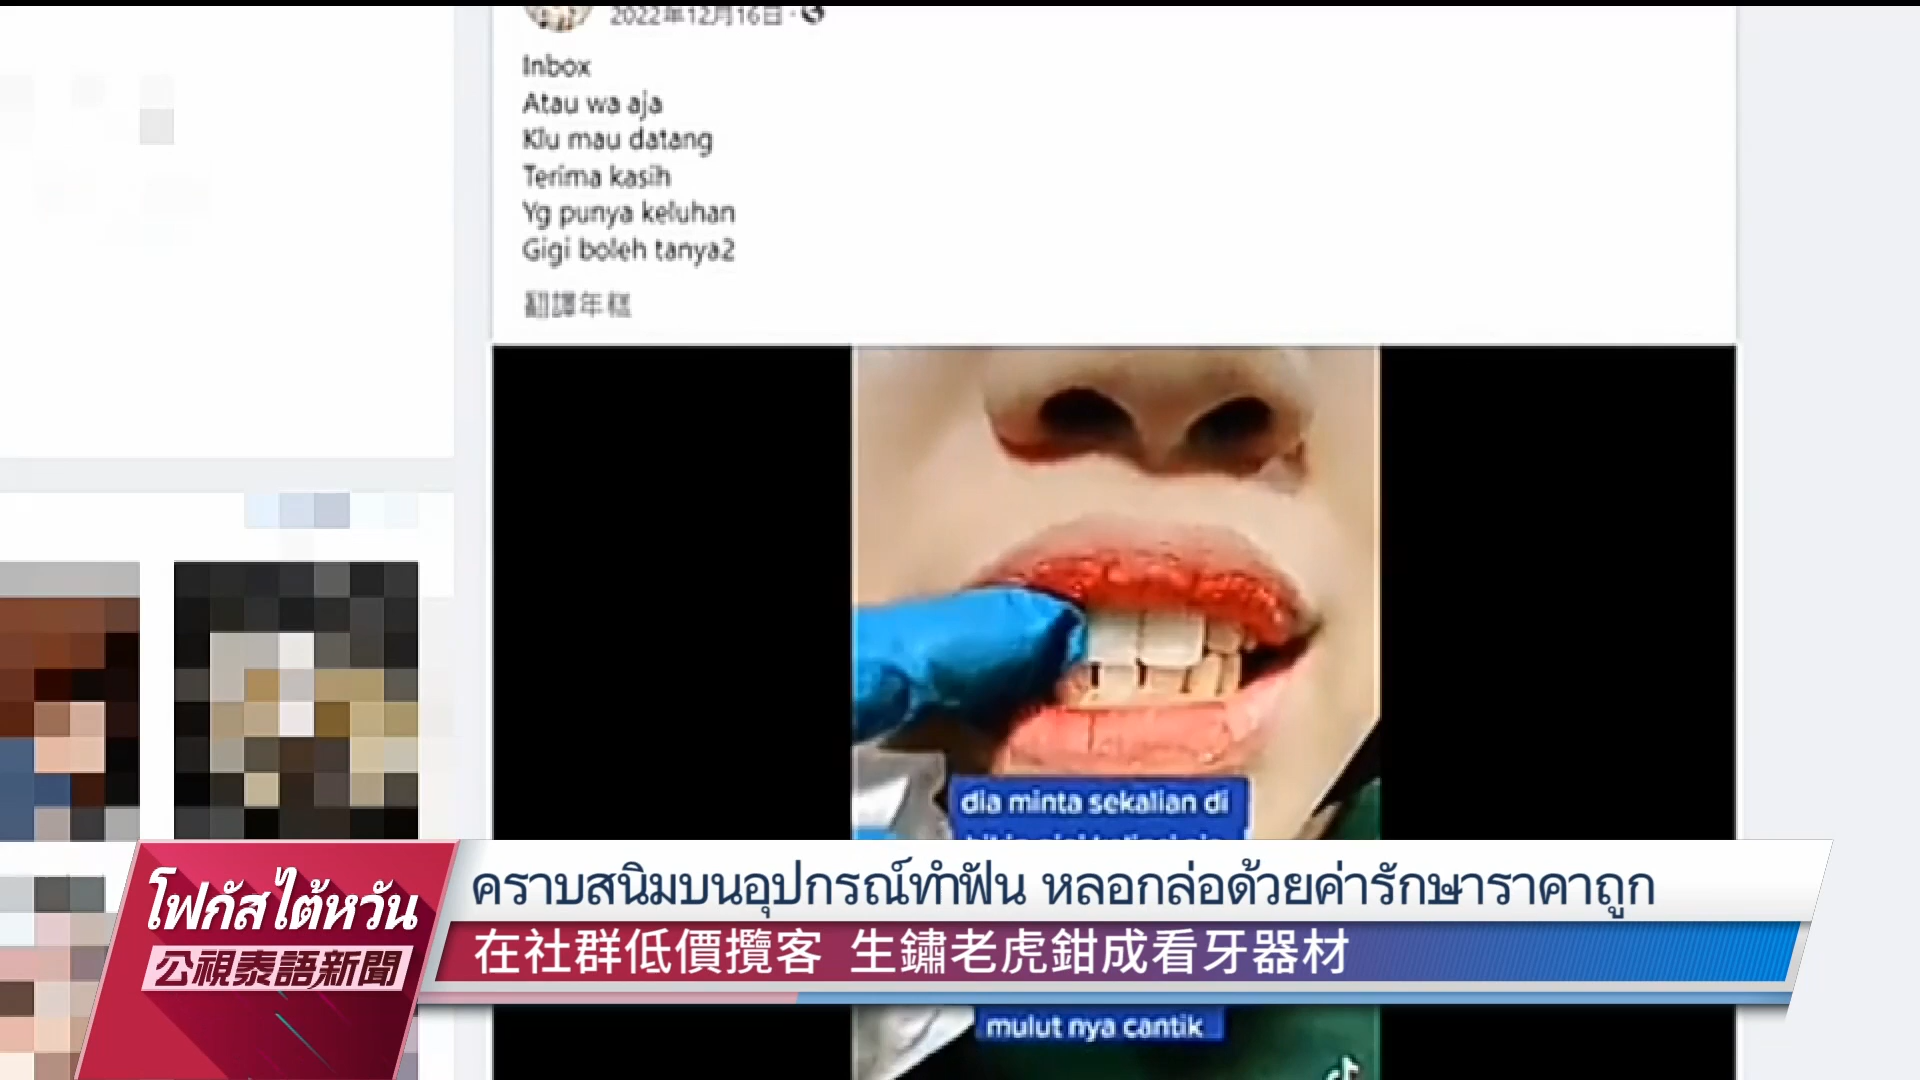 2022年12月16日
Inbox
Atau wa aja
Klu mau datang
Terima kasih
Yg punya keluhan
Gigi boleh tanya2
翻譯年糕
dia minta sekalian di
โฟกัสไต้หวัน
公視泰語新聞
คราบสนิมบนอุปกรณ์ทำฟัน หลอกล่อด้วยค่ารักษาราคาถูก
在社群低價攬客 生鏽老虎鉗成看牙器材
mulut nya cantik